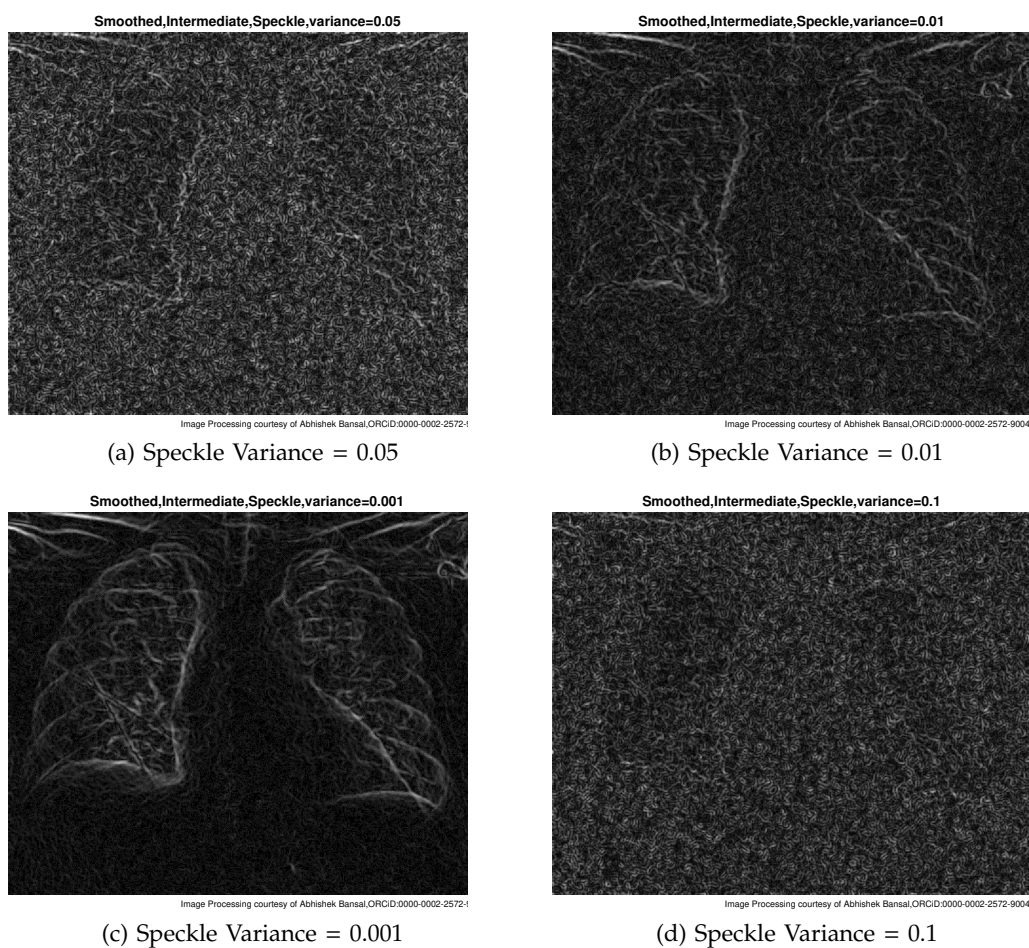 Smoothed,Intermediate,Speckle,variance=0.05
Image Processing courtesy of Abhishek Bansal,ORCiD:0000-0002-2572-
(a) Speckle Variance = 0.05
Smoothed,Intermediate,Speckle,variance=0.01
Image Processing courtesy of Abhishek Bansal,ORCiD:0000-0002-2572-9004
(b) Speckle Variance = 0.01
Smoothed,Intermediate,Speckle,variance=0.001
Image Processing courtesy of Abhishek Bansal,ORCiD:0000-0002-2572-
(c) Speckle Variance = 0.001
Smoothed,Intermediate,Speckle,variance=0.1
Image Processing courtesy of Abhishek Bansal,ORCiD:0000-0002-2572-9004
(d) Speckle Variance = 0.1